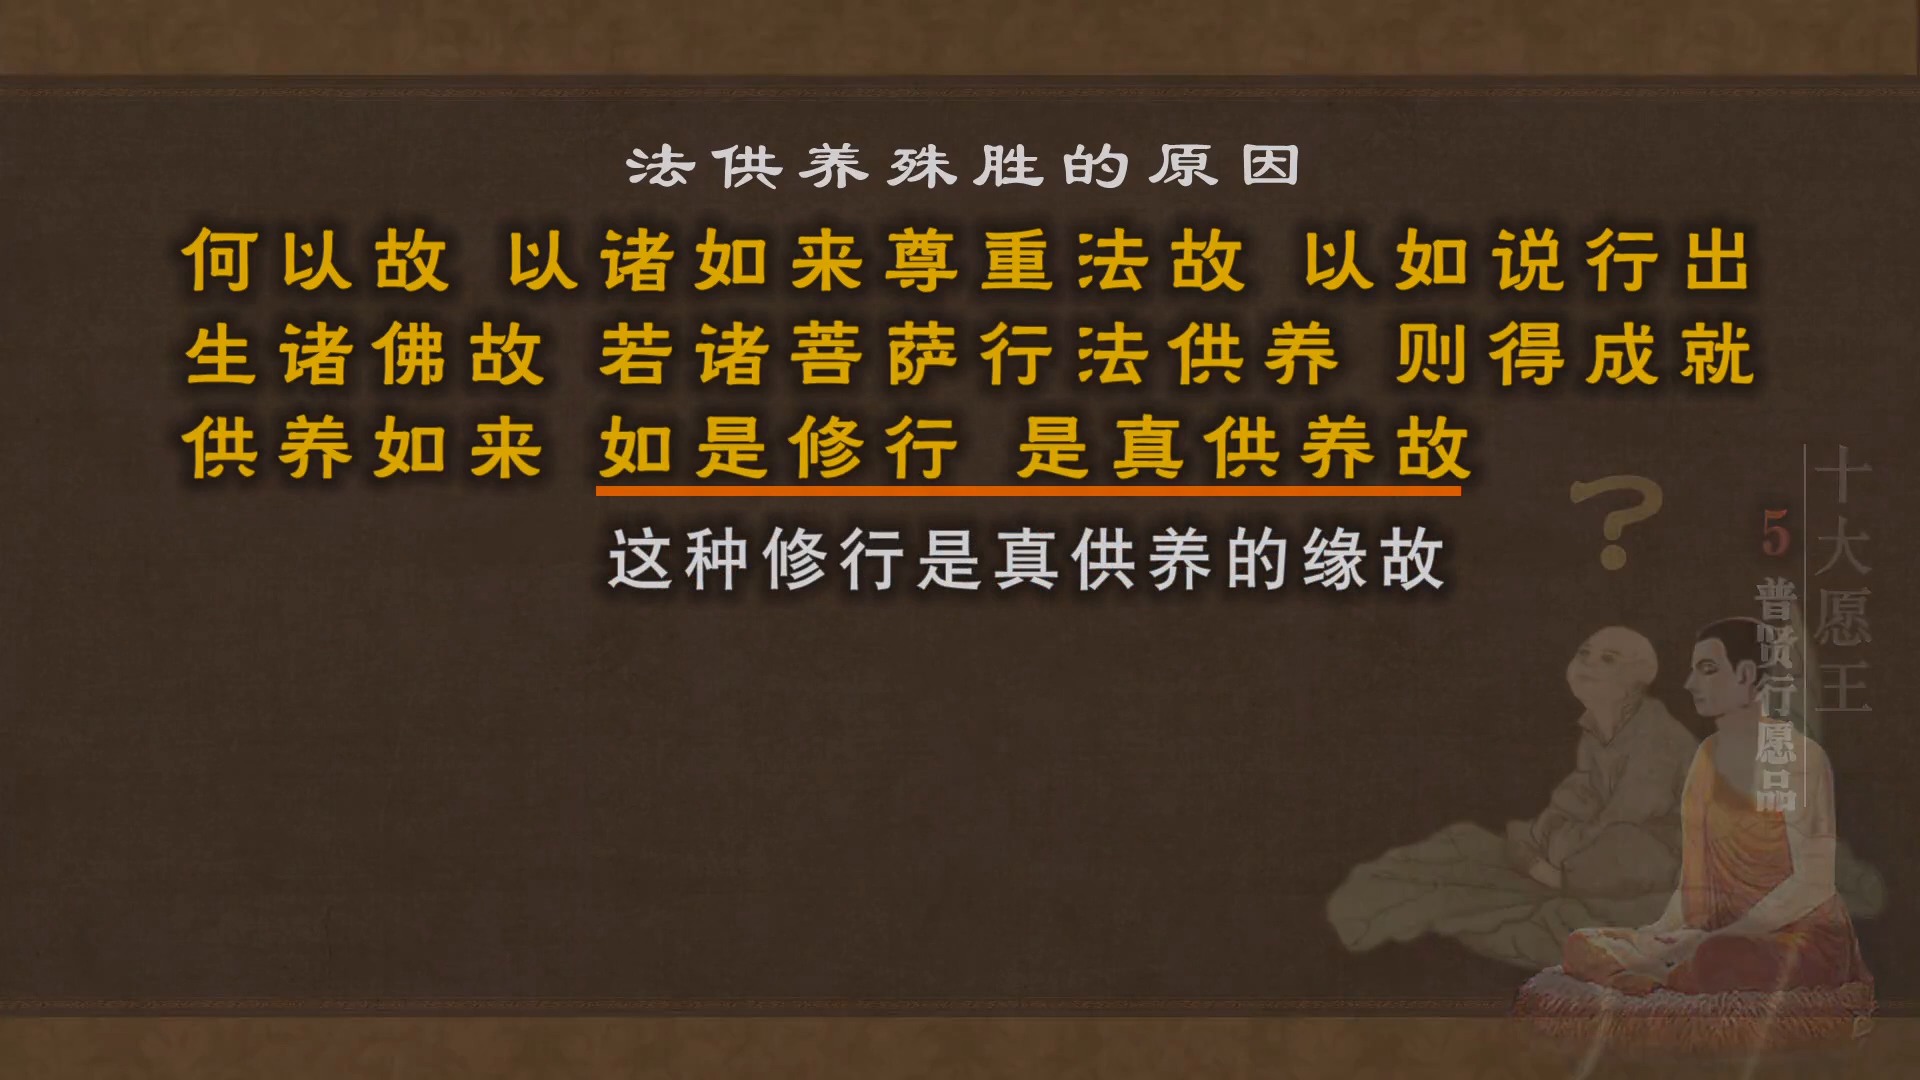 法供养殊胜的原因
何以故 以诸如来尊重法故 以如说行出
生诸佛故 若诸菩萨行法供养 则得成就
供养如来 如是修行 是真供养故
这种修行是真供养的缘故
?
十大愿王
5 普贤行愿品